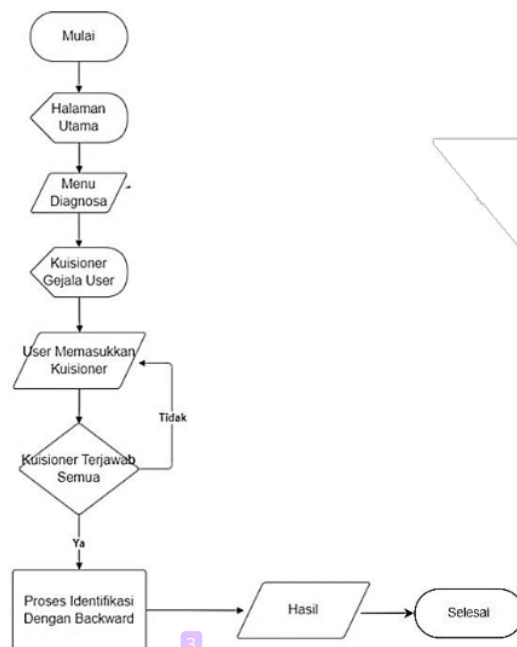 Mulai
Halaman
Utama
Menu
Diagnosa
Kuisioner
Gejala User
User Memasukkan
Kuisioner
Tidak
Kuisioner Terjawab
Semua
Ya
Proses Identifikasi
Dengan Backward
Hasil
Selesai
3